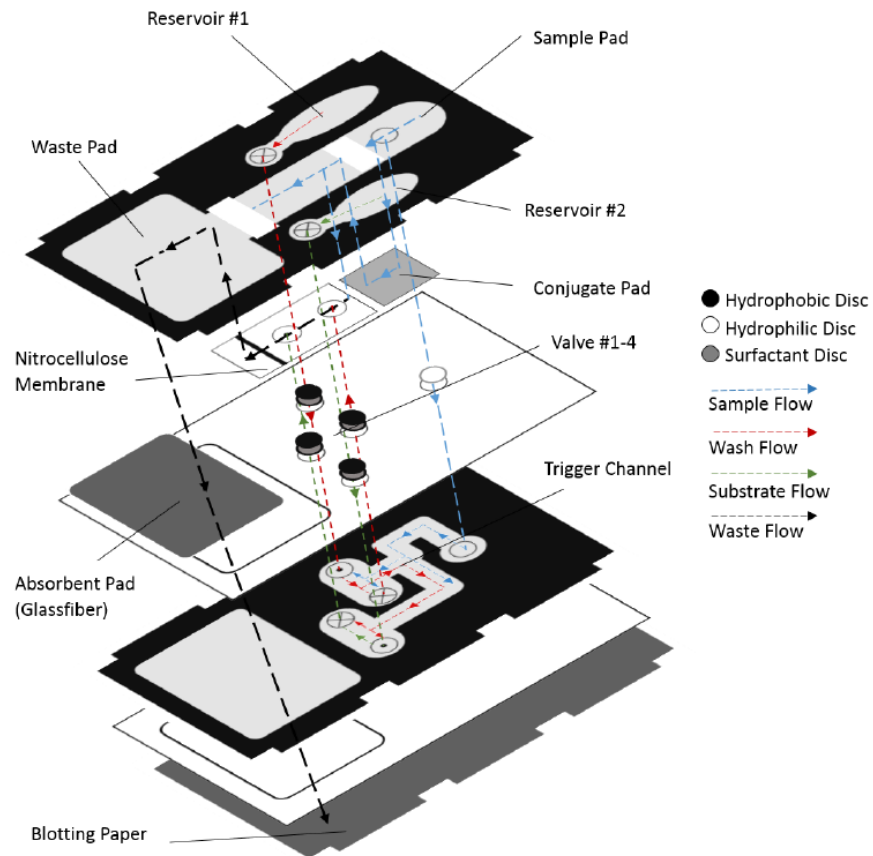 Reservoir #1
Sample Pad
Waste Pad
Reservoir #2
Conjugate Pad
Hydrophobic Disc
Hydrophilic Disc
Surfactant Disc
Nitrocellulose
Membrane
Valve #1-4
Sample Flow
Wash Flow
Trigger Channel
Substrate Flow
Waste Flow
Absorbent Pad
(Glassfiber)
Blotting Paper